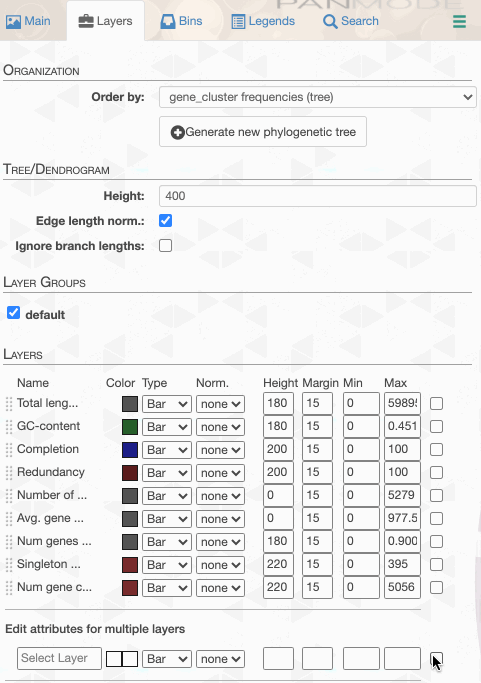 PANMODE
Main Layers Bins Legends Search
ORGANIZATION
Order by: gene_cluster frequencies (tree)
Generate new phylogenetic tree
TREE/DENDROGRAM
Height: 400
Edge length norm.:
Ignore branch lengths:
LAYER GROUPS
default
LAYERS
Name Color Type Norm. Height Margin Min Max
Total leng... Bar none 180 15 0
GC-content Bar none 180 15 0 0.451
Completion Bar none 200 15 0 100
Redundancy Bar none 200 15 0 100
Number of ... Bar none 0 15 0 5279
Avg. gene ... Bar none 0 15 0 977.5
Num genes ... Bar none 180 15 0 0.900
Singleton ... Bar none 220 15 0 395
Num gene c... Bar none 220 15 0 5056
Edit attributes for multiple layers
Select Layer Bar none